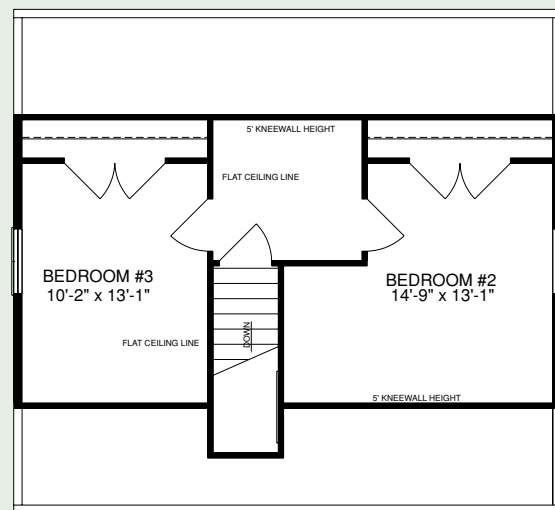 5' KNEEWALL HEIGHT
FLAT CEILING LINE
BEDROOM #3
10'-2" x 13'-1"
BEDROOM #2
14'-9" x 13'-1"
DOWN
FLAT CEILING LINE
5' KNEEWALL HEIGHT